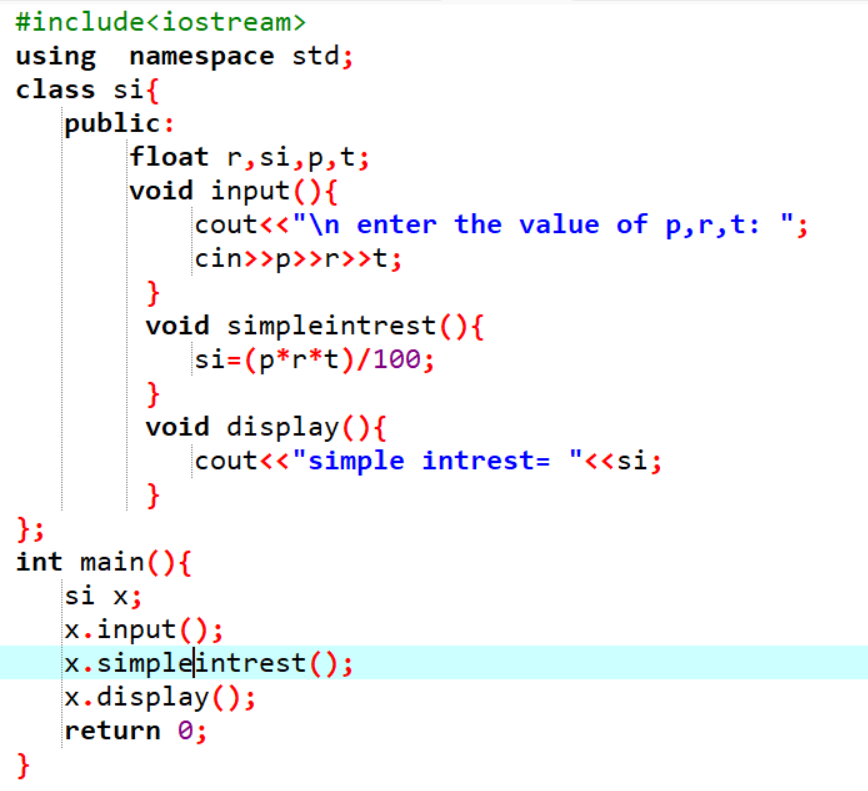 #include<iostream>
using  namespace std;
class si{
   public:
       float r,si,p,t;
       void input(){
           cout<<"\n enter the value of p,r,t: ";
           cin>>p>>r>>t;
        }
        void simpleintrest(){
           si=(p*r*t)/100;
        }
        void display(){
           cout<<"simple intrest= "<<si;
        }
};
int main(){
   si x;
   x.input();
   x.simpleintrest();
   x.display();
   return 0;
}